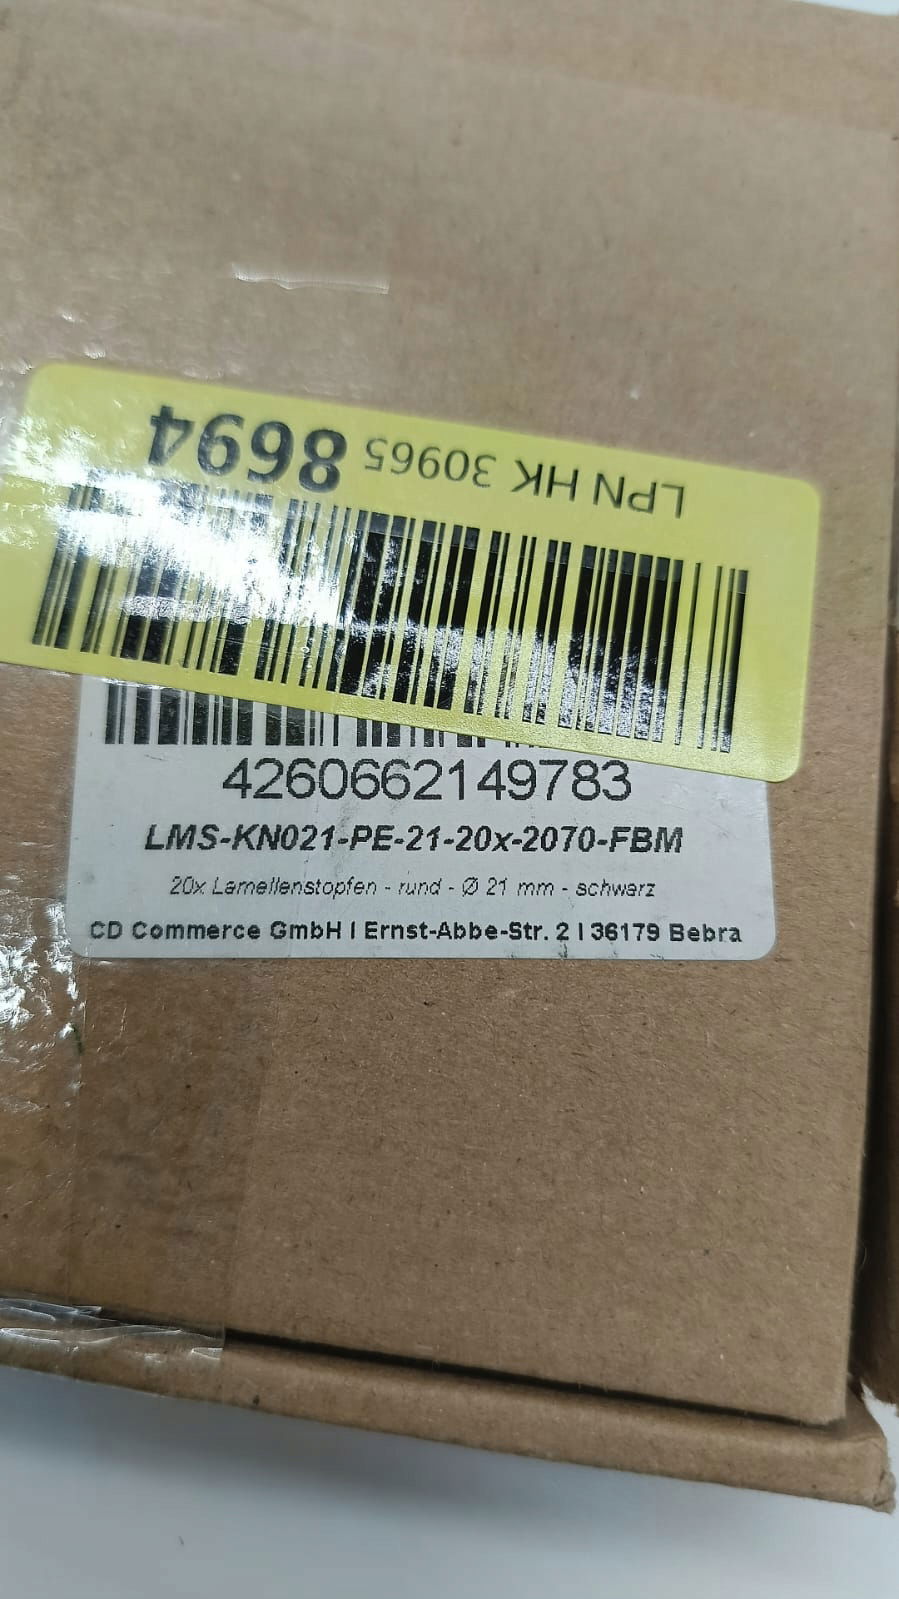 LPN HK 30965 8694
4260662149783
LMS-KN021-PE-21-20x-2070-FBM
20x Lamellenstopfen - rund - Ø 21 mm - schwarz
CD Commerce GmbH I Ernst-Abbe-Str. 2 I 36179 Bebra